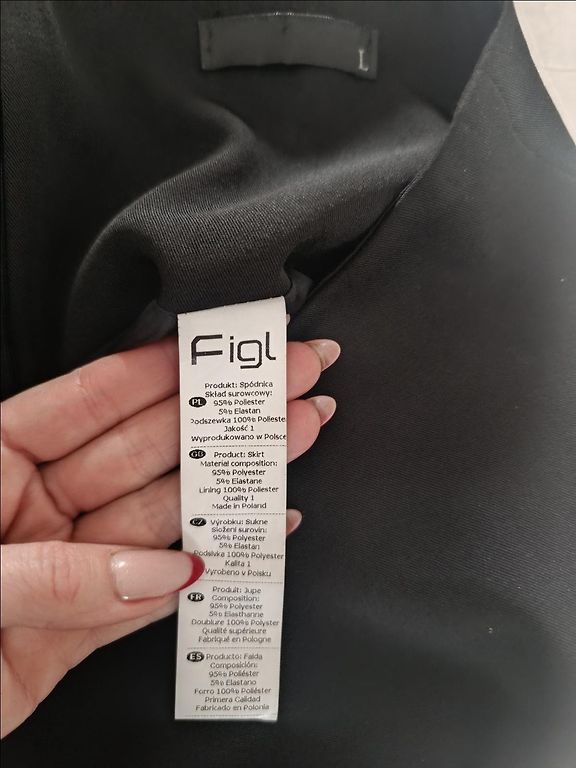 L
Figl
Produkt: Spódnica
Skład surowcowy:
PL 95% Poliester
5% Elastan
Podszewka 100% Poliester
Jakość 1
Wyprodukowano w Polsce
GB Product: Skirt
Material composition:
95% Polyester
5% Elastane
Lining 100% Poliester
Quality 1
Made in Poland
CZ Výrobku: Sukne
Složení surovin:
95% Polyester
5% Elastan
Podsívka 100% Polyester
Kalita 1
Vyrobeno v Polsku
FR Produit: Jupe
Composition:
95% Polyester
5% Elasthanne
Doublure 100% Polyster
Qualité supérieure
Fabriqué en Pologne
ES Producto: Falda
Composición:
95% Poliéster
5% Elastano
Forro 100% Poliéster
Primera Calidad
Fabricado en Polonia